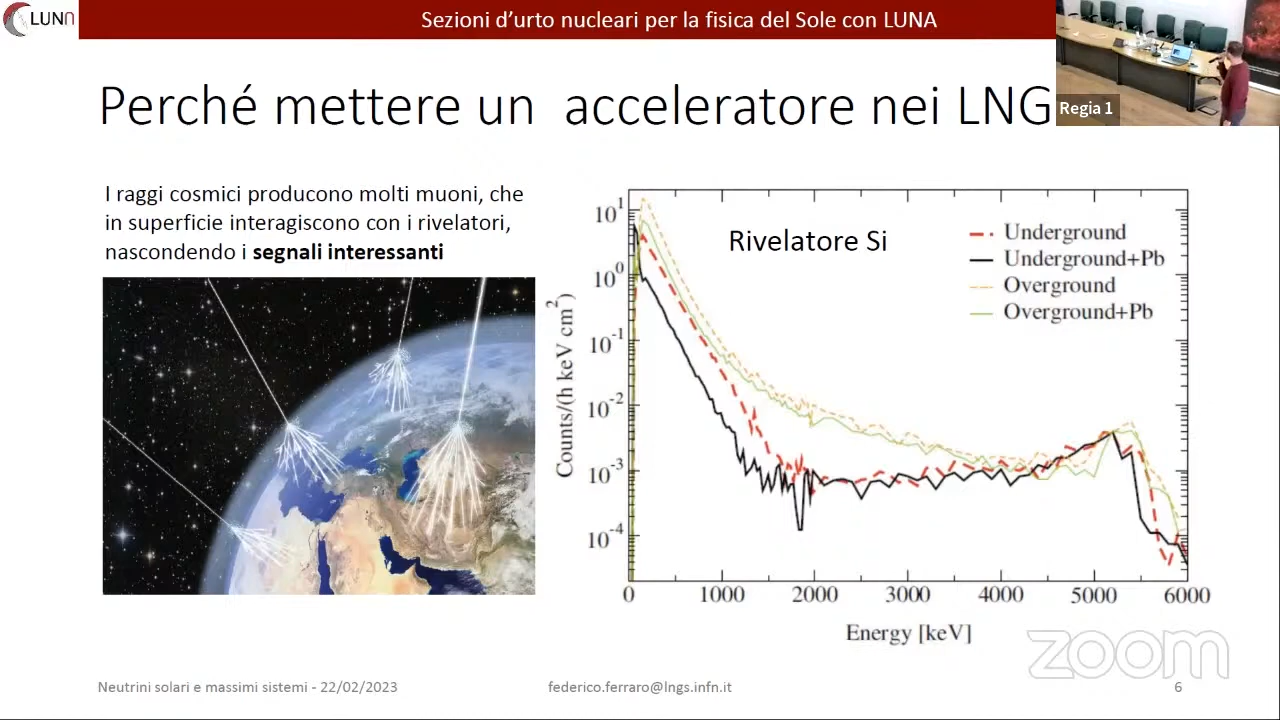 LUNA
Sezioni d'urto nucleari per la fisica del Sole con LUNA
Perché mettere un acceleratore nei LNG
Regia 1
I raggi cosmici producono molti muoni, che
in superficie interagiscono con i rivelatori,
nascondendo i segnali interessanti
Rivelatore Si
Underground
Underground+Pb
Overground
Overground+Pb
Counts/(h keV cm²)
10¹
10⁰
10⁻¹
10⁻²
10⁻³
10⁻⁴
0 1000 2000 3000 4000 5000 6000
Energy [keV]
zoom
Neutrini solari e massimi sistemi - 22/02/2023
federico.ferraro@lngs.infn.it
6